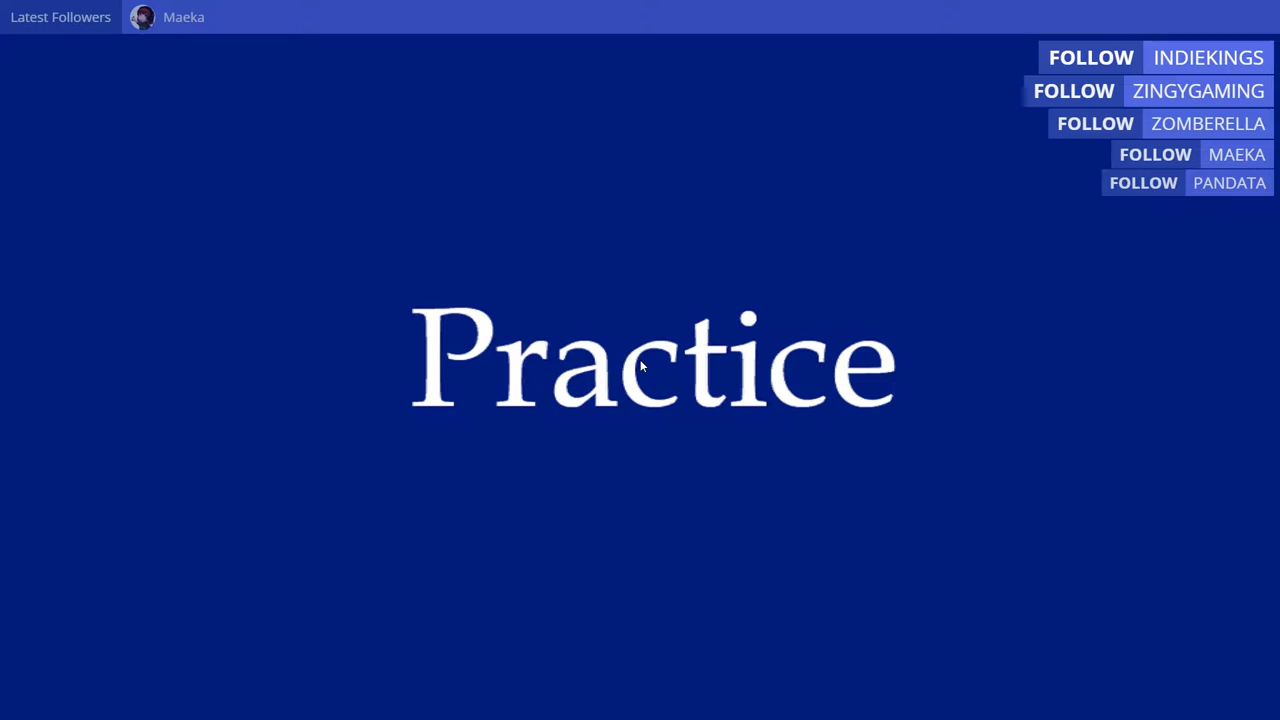 Latest Followers Maeka
FOLLOW INDIEKINGS
FOLLOW ZINGYGAMING
FOLLOW ZOMBERELLA
FOLLOW MAEKA
FOLLOW PANDATA
Practice